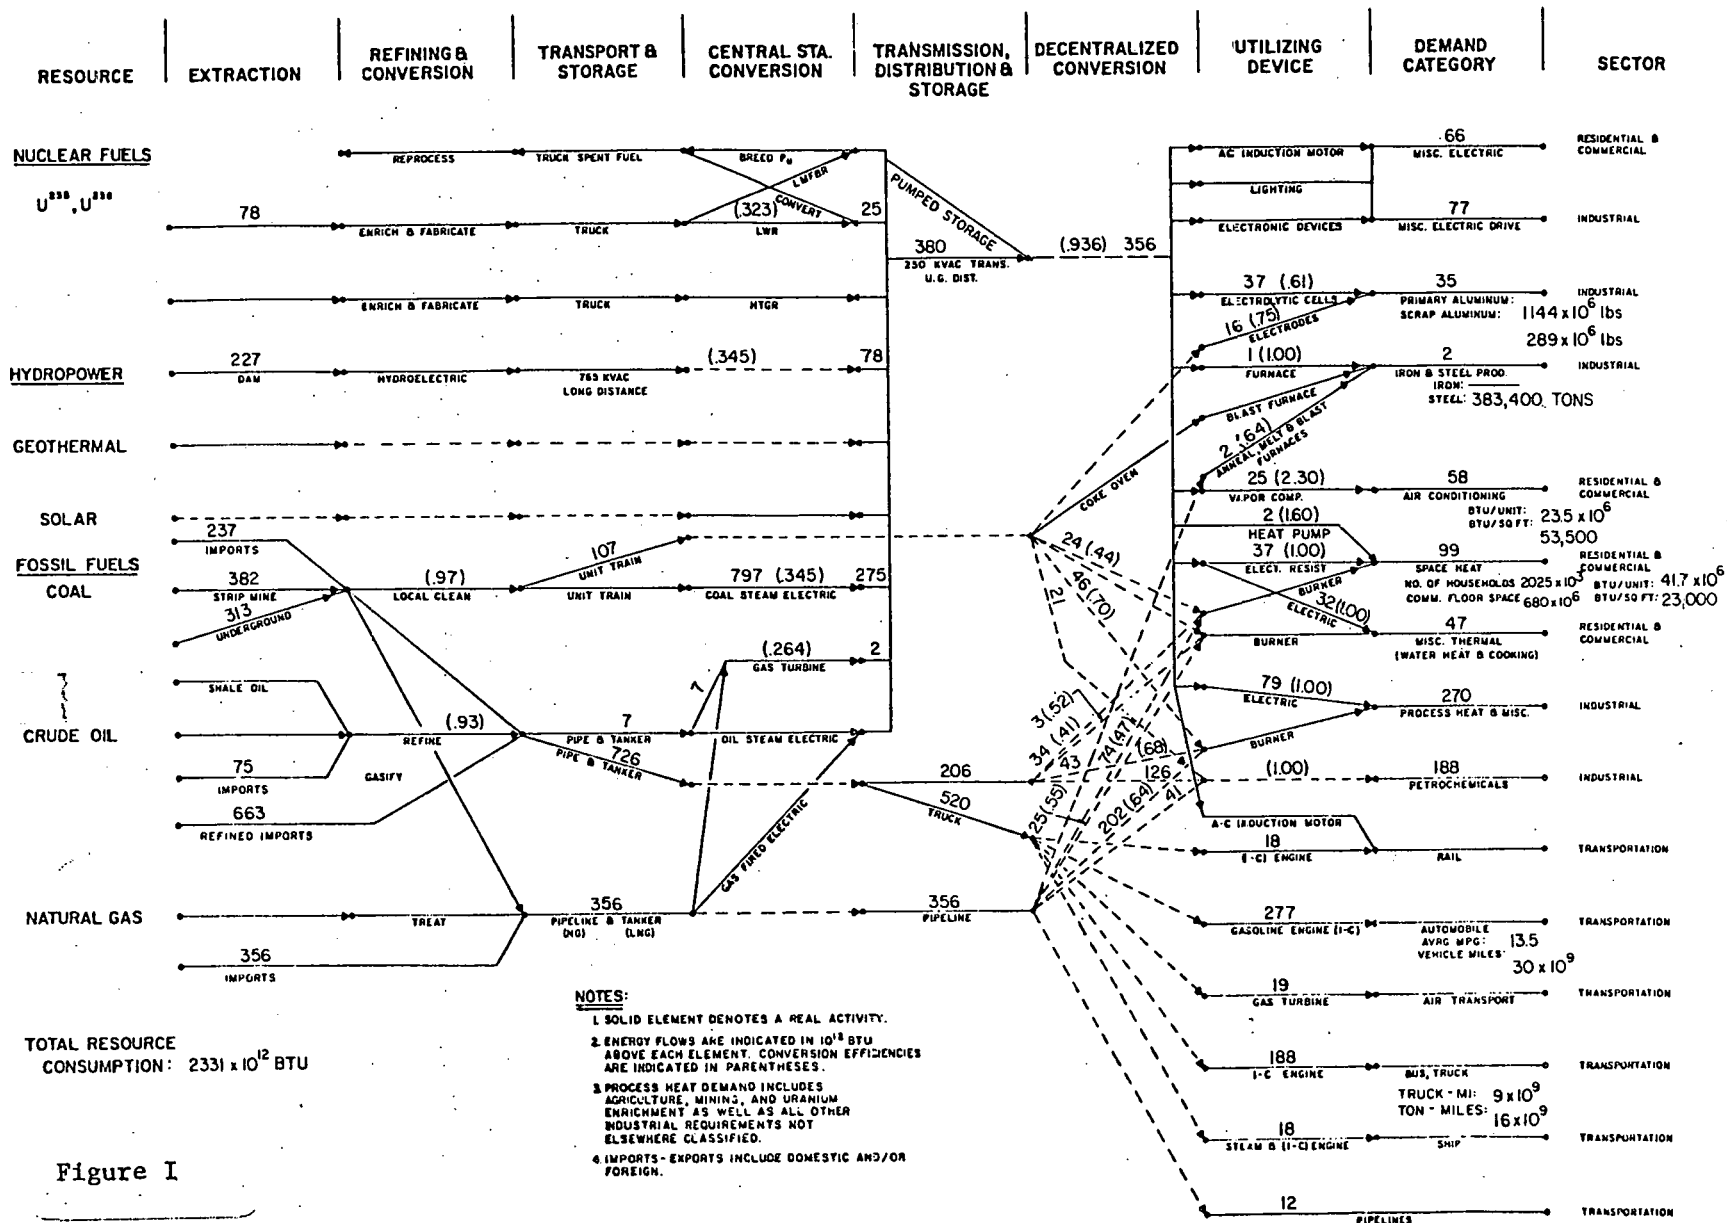 RESOURCE
EXTRACTION
REFINING &
CONVERSION
TRANSPORT &
STORAGE
CENTRAL STA.
CONVERSION
TRANSMISSION,
DISTRIBUTION &
STORAGE
DECENTRALIZED
CONVERSION
UTILIZING
DEVICE
DEMAND
CATEGORY
SECTOR
NUCLEAR FUELS
REPROCESS
TRUCK SPENT FUEL
BREED Pu
LMFBR
CONVERT
PUMPED STORAGE
AC INDUCTION MOTOR
66
MISC. ELECTRIC
RESIDENTIAL &
COMMERCIAL
LIGHTING
78
ENRICH & FABRICATE
TRUCK
(.323)
LWR
25
ELECTRONIC DEVICES
77
MISC. ELECTRIC DRIVE
INDUSTRIAL
380
250 KVAC TRANS.
U.G. DIST.
(.936) 356
ENRICH & FABRICATE
TRUCK
HTGR
37 (.61)
ELECTROLYTIC CELLS
35
PRIMARY ALUMINUM:
SCRAP ALUMINUM:
1144 x 10⁶ lbs
289 x 10⁶ lbs
INDUSTRIAL
16 (.75)
ELECTRODES
HYDROPOWER
227
DAM
HYDROELECTRIC
765 KVAC
LONG DISTANCE
(.345)
78
1 (1.00)
FURNACE
2
IRON & STEEL PROD.
IRON:
STEEL: 383,400 TONS
INDUSTRIAL
BLAST FURNACE
2 (.64)
ANNEAL, MELT & BLAST
FURNACES
COKE OVEN
GEOTHERMAL
25 (2.30)
VAPOR COMP.
58
AIR CONDITIONING
BTU/UNIT: 23.5 x 10⁶
BTU/SQ FT: 53,500
RESIDENTIAL &
COMMERCIAL
SOLAR
2 (1.60)
HEAT PUMP
237
IMPORTS
FOSSIL FUELS
COAL
382
STRIP MINE
313
UNDERGROUND
(.97)
LOCAL CLEAN
107
UNIT TRAIN
UNIT TRAIN
797 (.345)
COAL STEAM ELECTRIC
275
24 (.44)
46 (.70)
21
37 (1.00)
ELECT. RESIST
BURNER
32 (1.00)
ELECTRIC
99
SPACE HEAT
NO. OF HOUSEHOLDS 2025 x 10³
COMM. FLOOR SPACE 680 x 10⁶
RESIDENTIAL &
COMMERCIAL
BTU/UNIT: 41.7 x 10⁶
BTU/SQ FT: 23,000
BURNER
47
MISC. THERMAL
(WATER HEAT & COOKING)
RESIDENTIAL &
COMMERCIAL
(.264)
GAS TURBINE
2
7
SHALE OIL
79 (1.00)
ELECTRIC
270
PROCESS HEAT & MISC.
INDUSTRIAL
BURNER
CRUDE OIL
REFINE
(.93)
7
PIPE & TANKER
OIL STEAM ELECTRIC
726
PIPE & TANKER
75
IMPORTS
GASIFY
663
REFINED IMPORTS
206
520
TRUCK
3 (.52)
34 (.41)
43
74 (.47)
(.68)
126
25 (.55)
202 (.64)
41
(1.00)
188
PETROCHEMICALS
INDUSTRIAL
A-C INDUCTION MOTOR
18
(I-C) ENGINE
RAIL
TRANSPORTATION
GAS FIRED ELECTRIC
NATURAL GAS
TREAT
356
PIPELINE & TANKER
(NG) (LNG)
356
PIPELINE
356
IMPORTS
277
GASOLINE ENGINE (I-C)
AUTOMOBILE
AVRG MPG: 13.5
VEHICLE MILES: 30 x 10⁹
TRANSPORTATION
19
GAS TURBINE
AIR TRANSPORT
TRANSPORTATION
188
I-C ENGINE
BUS, TRUCK
TRUCK - MI: 9 x 10⁹
TON - MILES: 16 x 10⁹
TRANSPORTATION
18
STEAM & (I-C) ENGINE
SHIP
TRANSPORTATION
12
PIPELINES
TRANSPORTATION
TOTAL RESOURCE
CONSUMPTION: 2331 x 10¹² BTU
NOTES:
1. SOLID ELEMENT DENOTES A REAL ACTIVITY.
2. ENERGY FLOWS ARE INDICATED IN 10¹² BTU
ABOVE EACH ELEMENT. CONVERSION EFFICIENCIES
ARE INDICATED IN PARENTHESES.
3. PROCESS HEAT DEMAND INCLUDES
AGRICULTURE, MINING, AND URANIUM
ENRICHMENT AS WELL AS ALL OTHER
INDUSTRIAL REQUIREMENTS NOT
ELSEWHERE CLASSIFIED.
4. IMPORTS - EXPORTS INCLUDE DOMESTIC AND/OR
FOREIGN.
Figure I